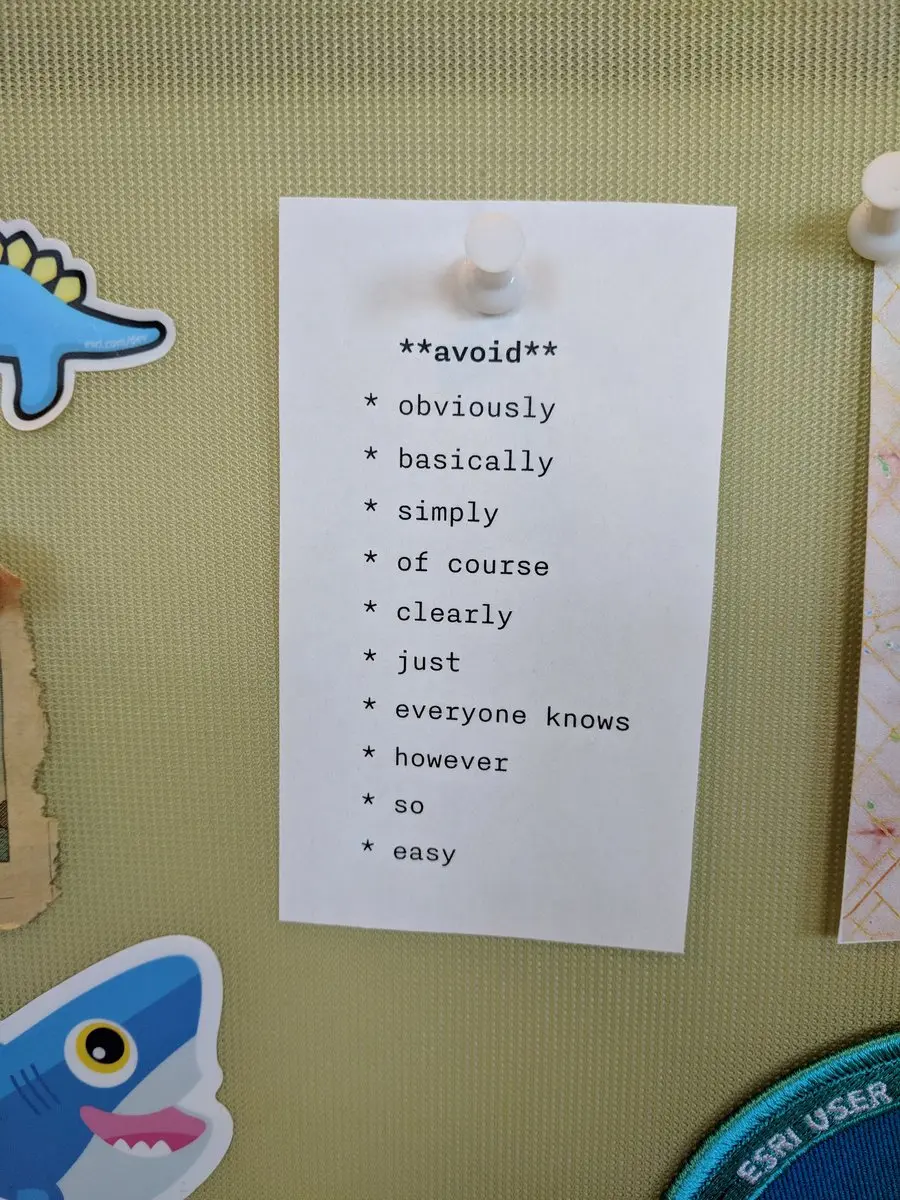 esri.com/dev
**avoid**
* obviously
* basically
* simply
* of course
* clearly
* just
* everyone knows
* however
* so
* easy
ESRI USER